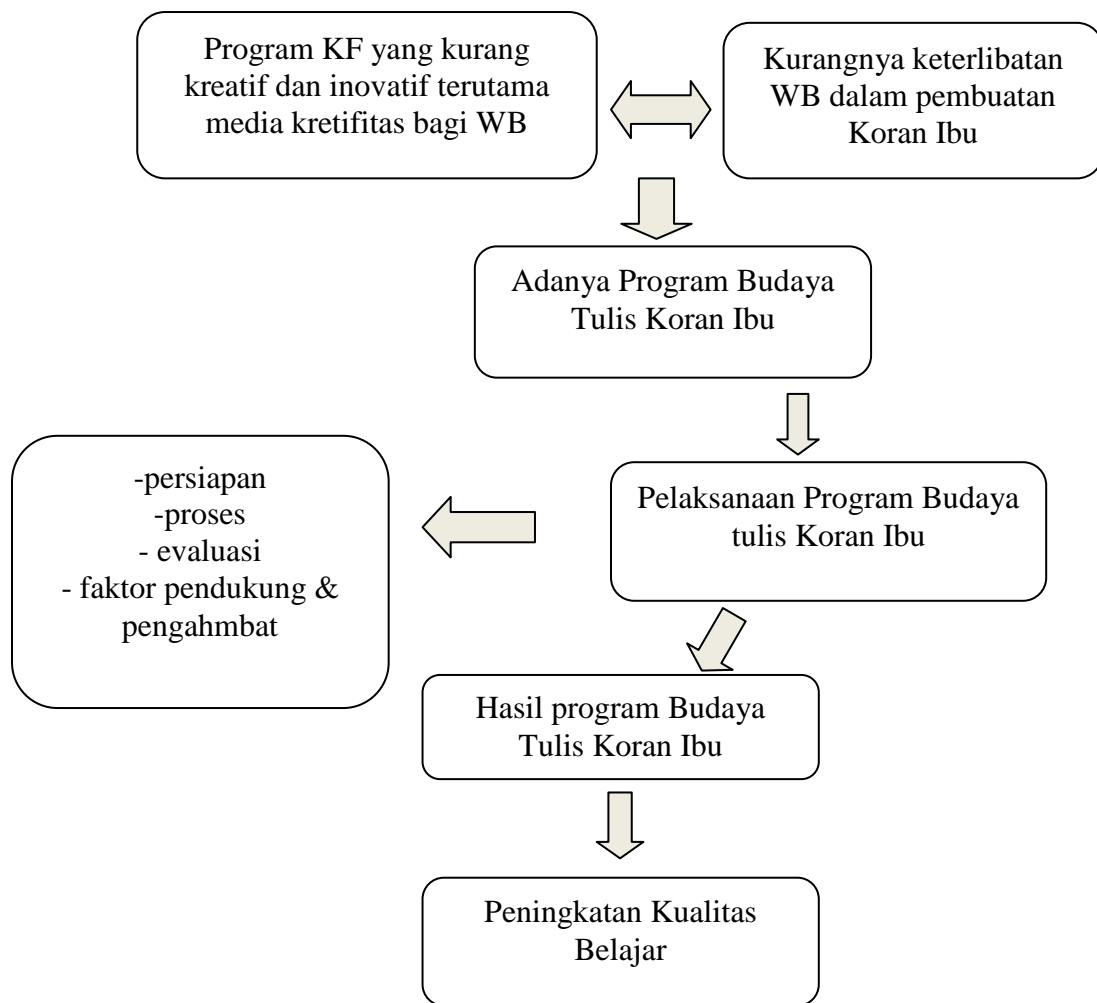 Program KF yang kurang
kreatif dan inovatif terutama
media kretifitas bagi WB
Kurangnya keterlibatan
WB dalam pembuatan
Koran Ibu
Adanya Program Budaya
Tulis Koran Ibu
Pelaksanaan Program Budaya
tulis Koran Ibu
-persiapan
-proses
- evaluasi
- faktor pendukung &
pengahmbat
Hasil program Budaya
Tulis Koran Ibu
Peningkatan Kualitas
Belajar